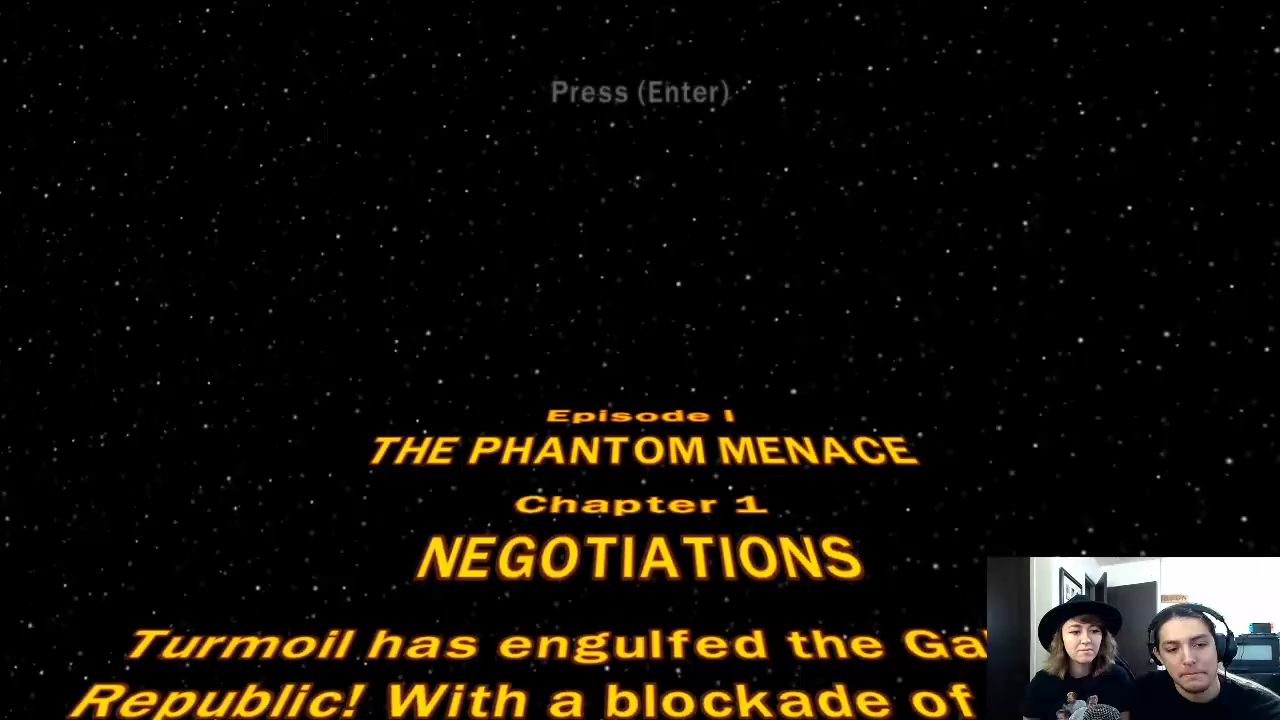 Press (Enter)
Episode I
THE PHANTOM MENACE
Chapter 1
NEGOTIATIONS
Turmoil has engulfed the
Republic! With a blockade of